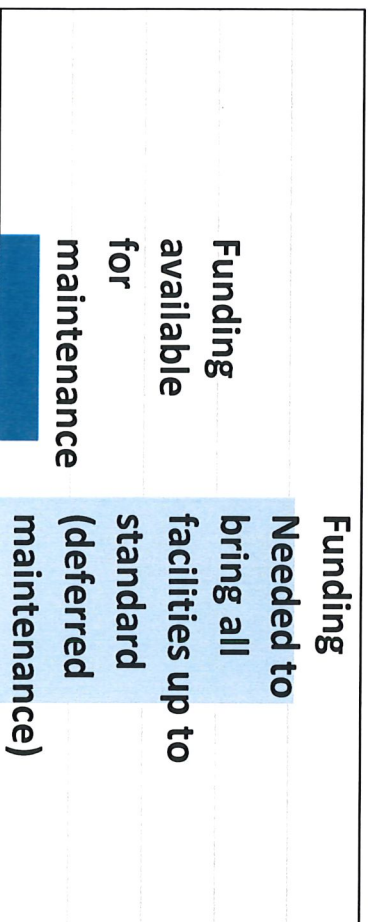 Funding
available
for
maintenance
Funding
Needed to
bring all
facilities up to
standard
(deferred
maintenance)